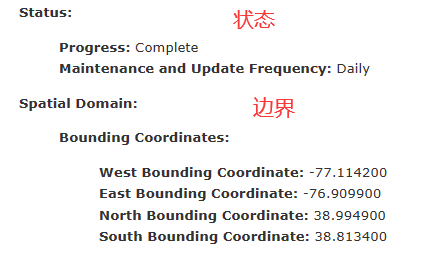 Status:
状态
Progress: Complete
Maintenance and Update Frequency: Daily
Spatial Domain:
边界
Bounding Coordinates:
West Bounding Coordinate: -77.114200
East Bounding Coordinate: -76.909900
North Bounding Coordinate: 38.994900
South Bounding Coordinate: 38.813400